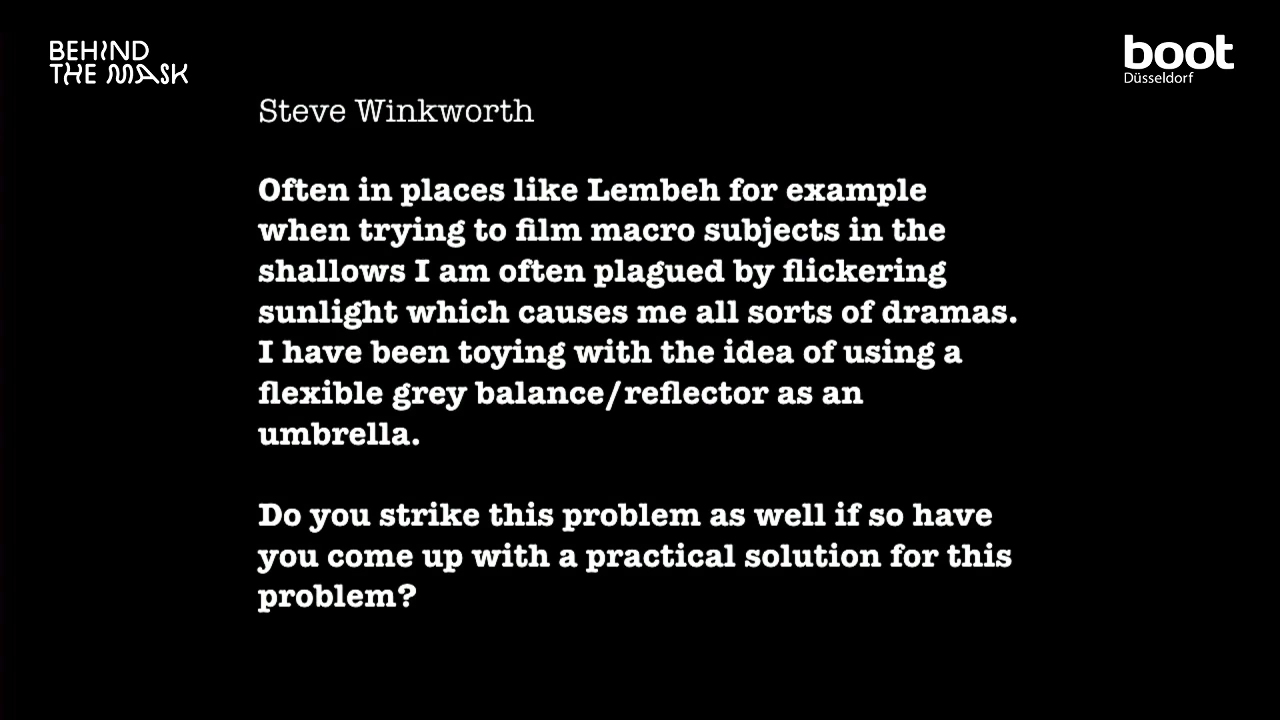 BEHIND
THE MASK
boot
Düsseldorf
Steve Winkworth
Often in places like Lembeh for example
when trying to film macro subjects in the
shallows I am often plagued by flickering
sunlight which causes me all sorts of dramas.
I have been toying with the idea of using a
flexible grey balance/reflector as an
umbrella.
Do you strike this problem as well if so have
you come up with a practical solution for this
problem?